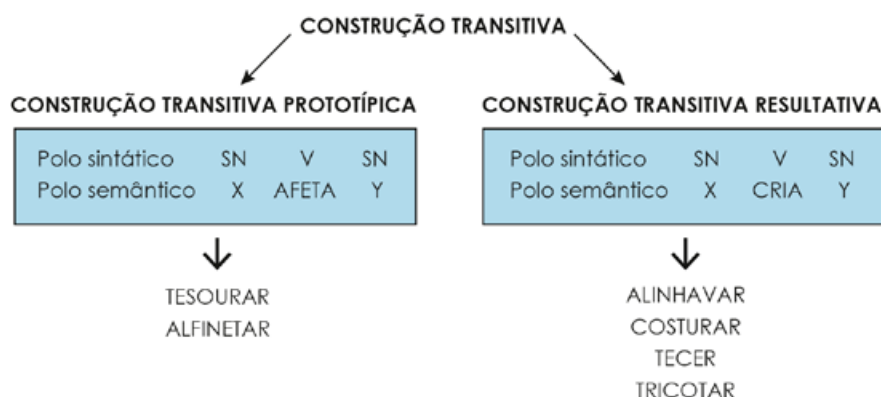 CONSTRUÇÃO TRANSITIVA
CONSTRUÇÃO TRANSITIVA PROTOTÍPICA
Polo sintático SN V SN
Polo semântico X AFETA Y
TESOURAR
ALFINETAR
CONSTRUÇÃO TRANSITIVA RESULTATIVA
Polo sintático SN V SN
Polo semântico X CRIA Y
ALINHAVAR
COSTURAR
TECER
TRICOTAR